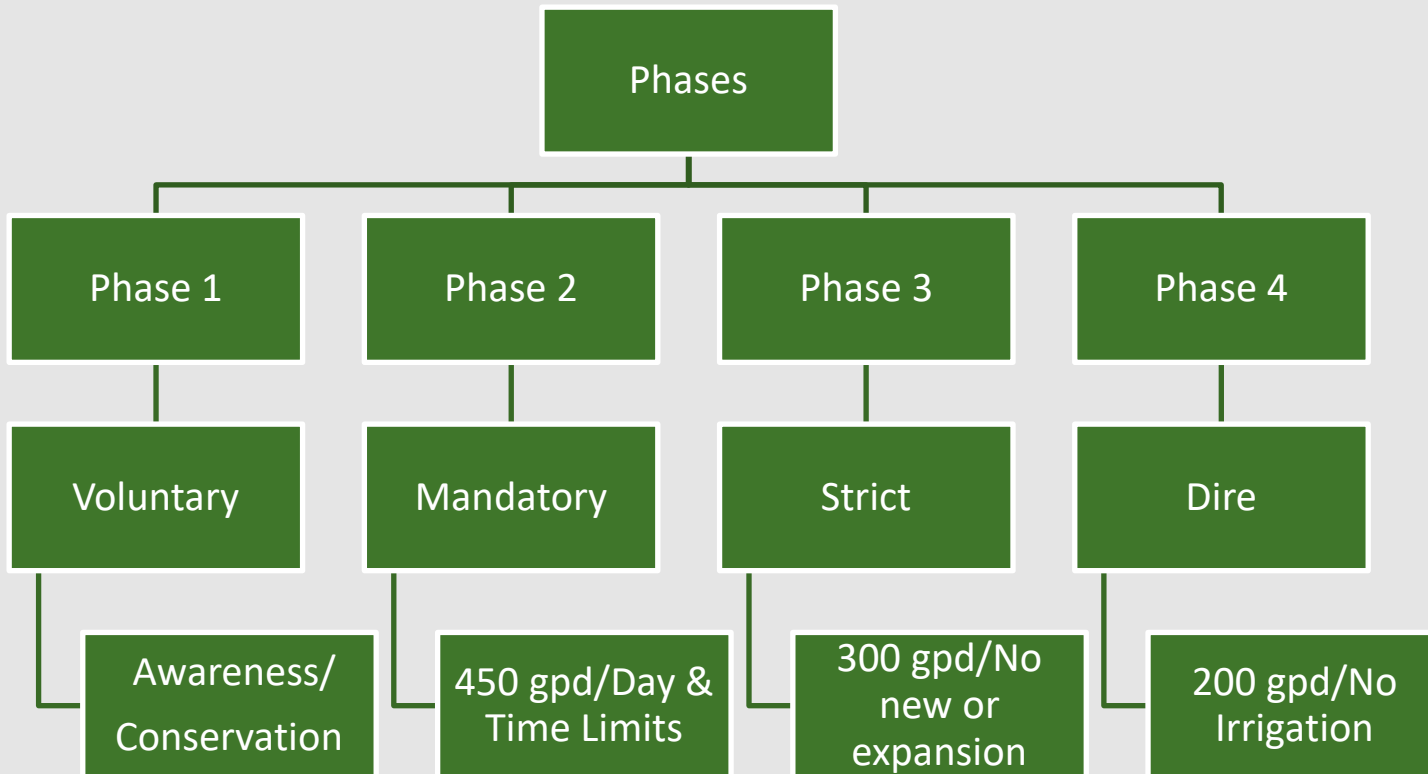 Phases
Phase 1
Phase 2
Phase 3
Phase 4
Voluntary
Mandatory
Strict
Dire
Awareness/
Conservation
450 gpd/Day &
Time Limits
300 gpd/No
new or
expansion
200 gpd/No
Irrigation